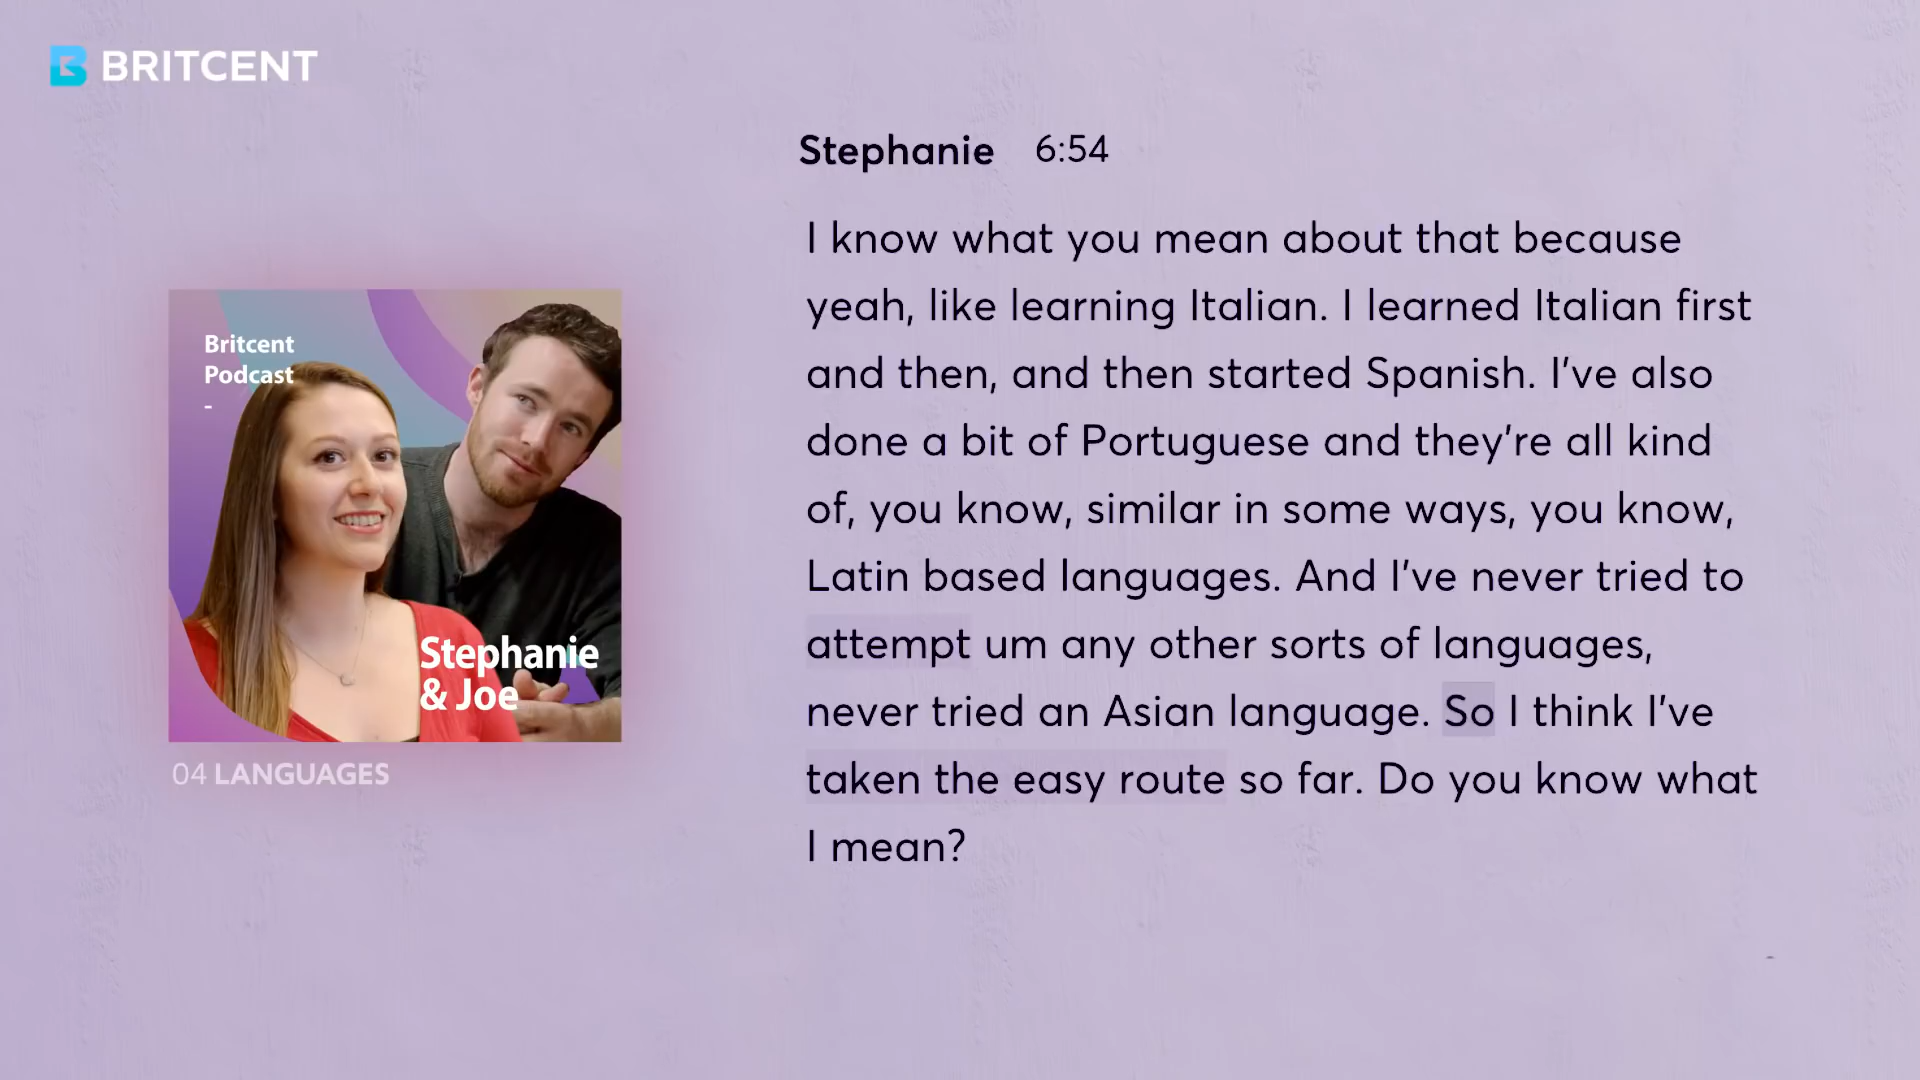 BRITCENT
Stephanie 6:54
I know what you mean about that because
yeah, like learning Italian. I learned Italian first
and then, and then started Spanish. I've also
done a bit of Portuguese and they're all kind
of, you know, similar in some ways, you know,
Latin based languages. And I've never tried to
attempt um any other sorts of languages,
never tried an Asian language. So I think I've
taken the easy route so far. Do you know what
I mean?
Britcent
Podcast
-
Stephanie
& Joe
04 LANGUAGES